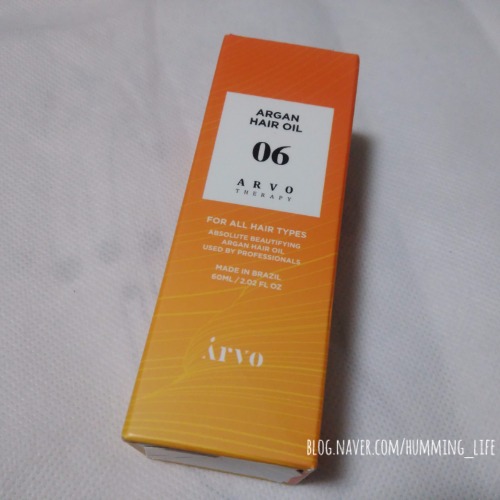 ARGAN
HAIR OIL
06
ARVO
THERAPY
FOR ALL HAIR TYPES
ABSOLUTE BEAUTIFYING
ARGAN HAIR OIL
USED BY PROFESSIONALS
MADE IN BRAZIL
60ML / 2.02 FL OZ
Árvo
BLOG.NAVER.COM/HUMMING_LIFE